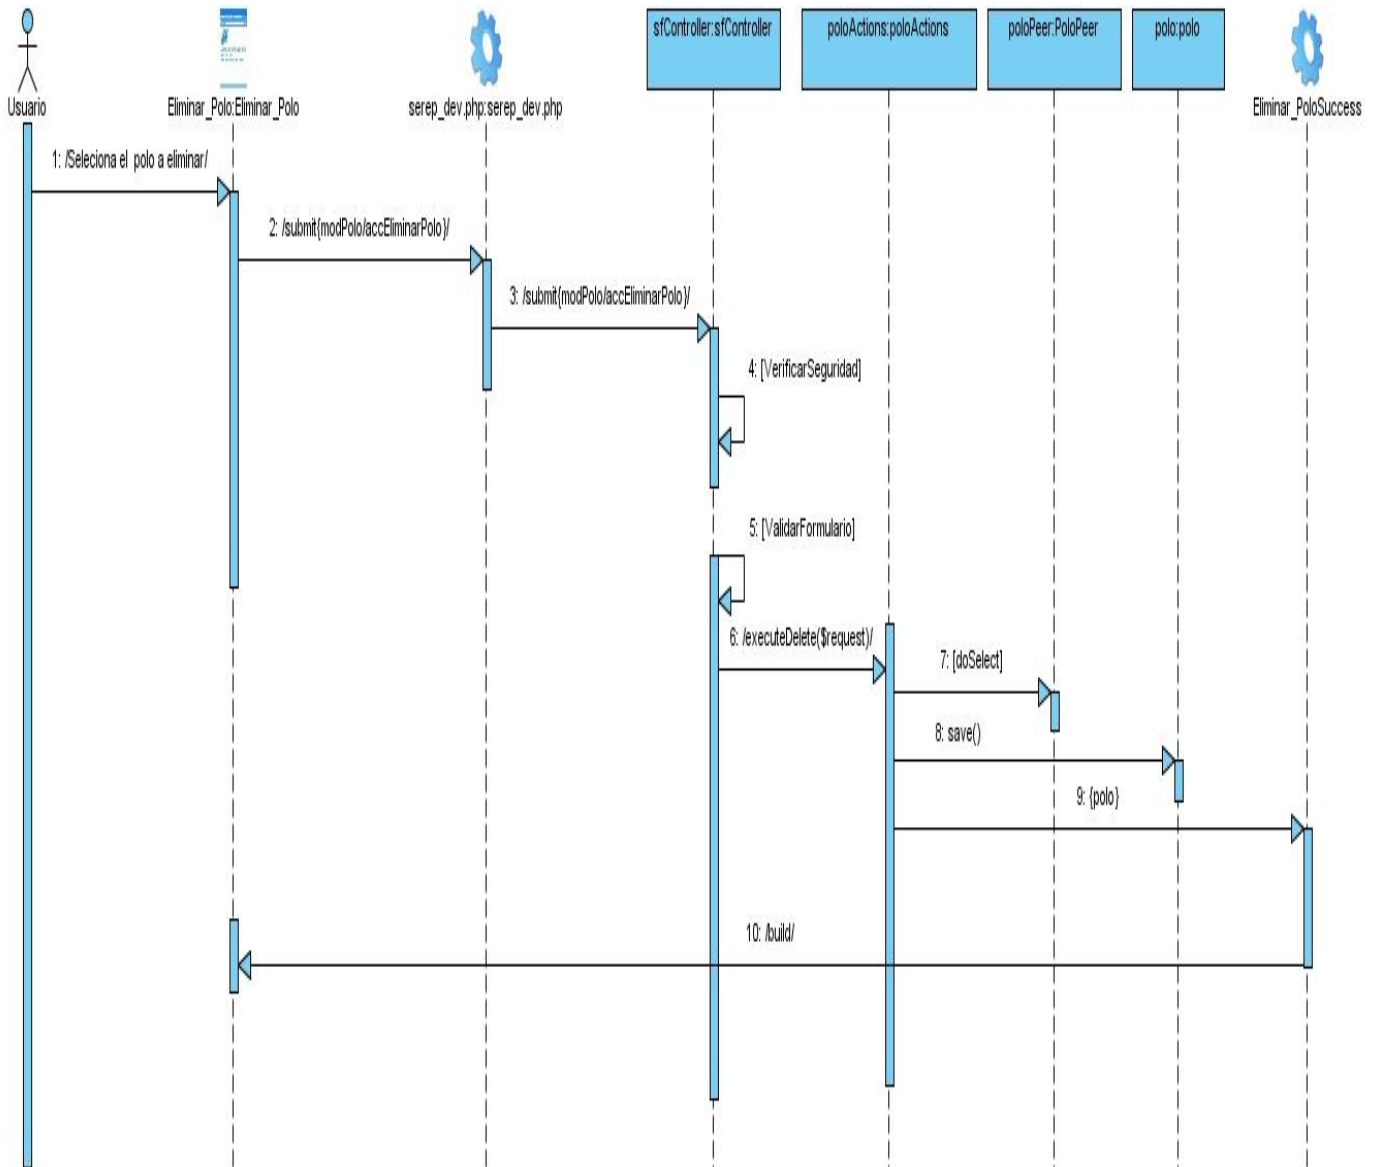 sfController:sfController
poloActions:poloActions
poloPeer:PoloPeer
polo:polo
Usuario
Eliminar_Polo:Eliminar_Polo
serep_dev.php:serep_dev.php
Eliminar_PoloSuccess
1: /Seleciona el polo a eliminar/
2: /submit{modPolo/accEliminarPolo}/
3: /submit{modPolo/accEliminarPolo}/
4: [VerificarSeguridad]
5: [ValidarFormulario]
6: /executeDelete($request)/
7: [doSelect]
8: save()
9: {polo}
10: /build/